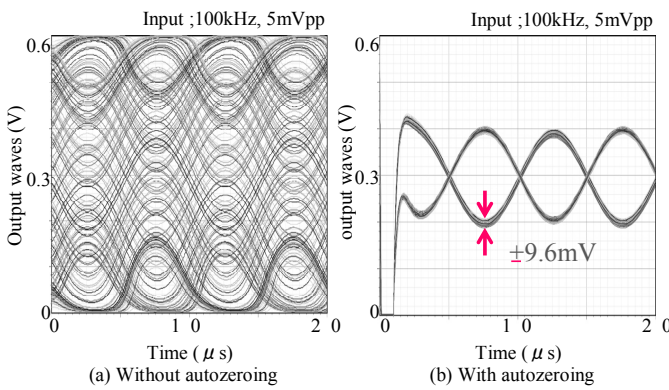 Input ;100kHz, 5mVpp
0.6
0.3
0
Output waves (V)
0 1 0 2 0
Time ( μ s)
(a) Without autozeroing
Input ;100kHz, 5mVpp
0.6
0.3
0
output waves (V)
±9.6mV
0 1 0 2 0
Time ( μ s)
(b) With autozeroing